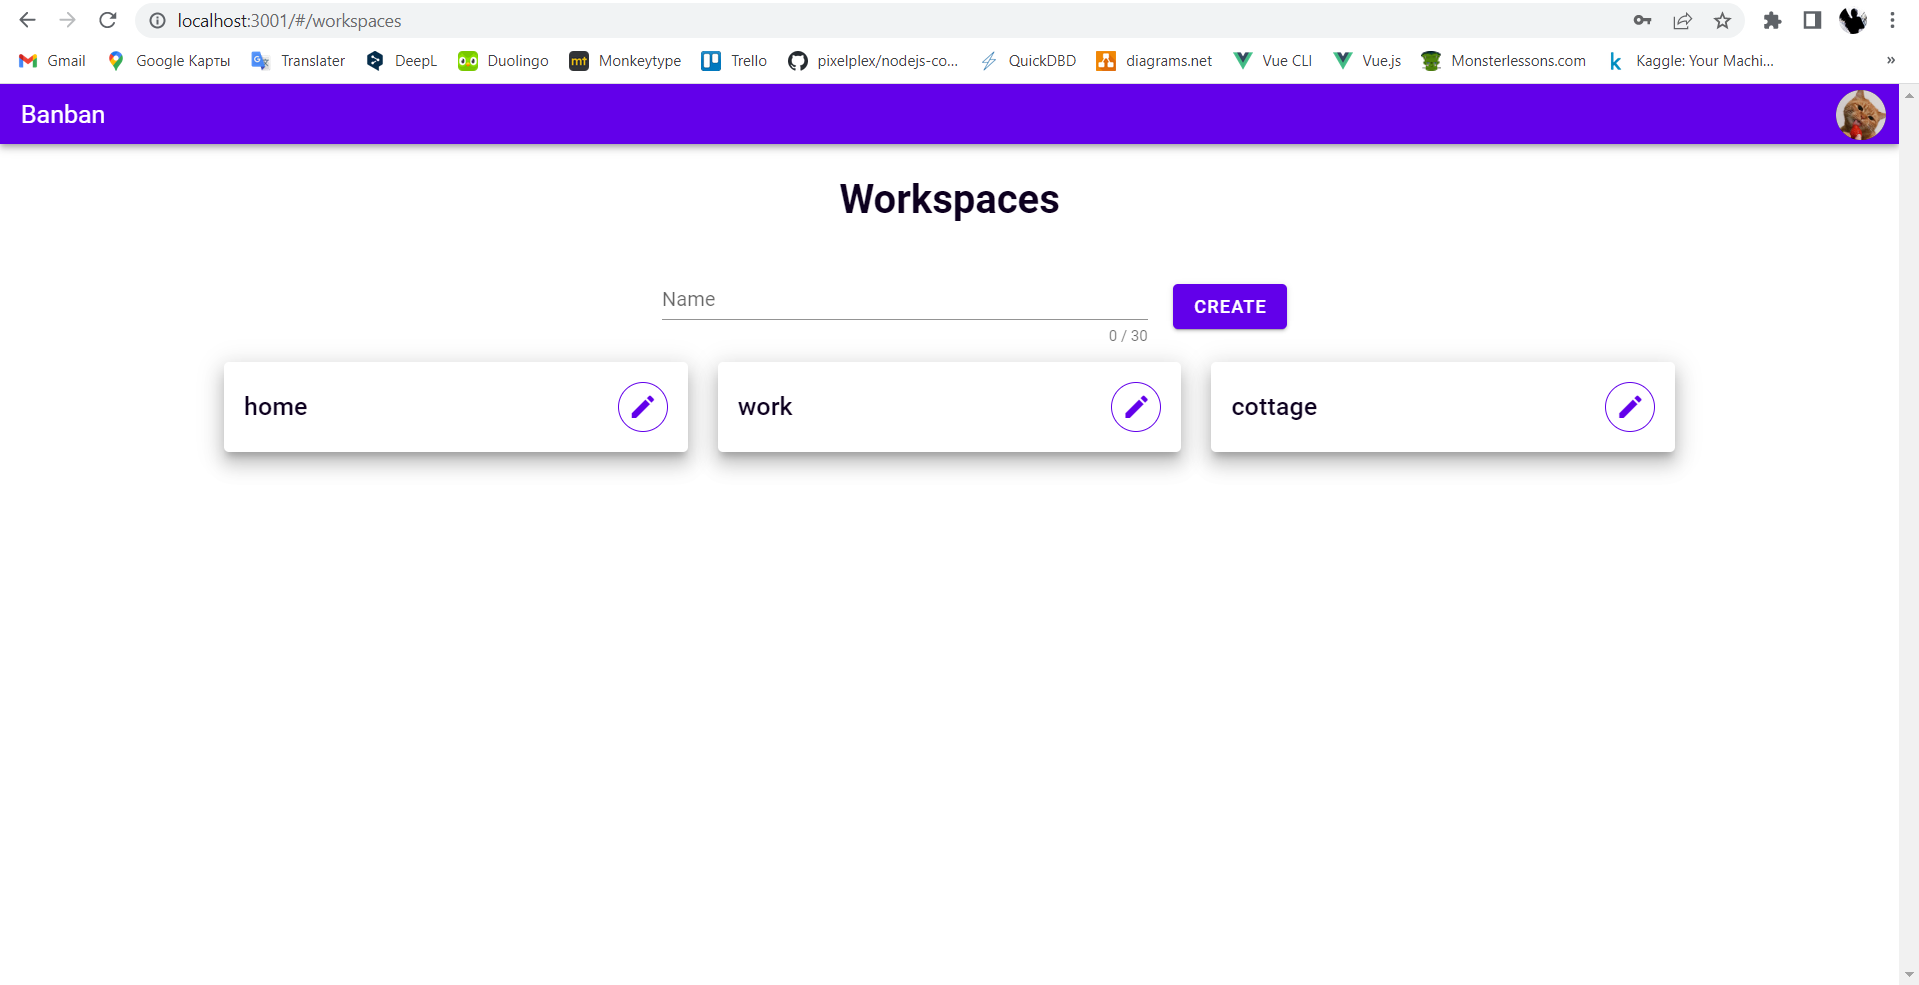 localhost:3001/#/workspaces
Gmail Google Карты Translater DeepL Duolingo mt Monkeytype Trello pixelplex/nodejs-co... QuickDBD diagrams.net Vue CLI Vue.js Monsterlessons.com k Kaggle: Your Machi... »
Banban
Workspaces
Name CREATE
0 / 30
home work cottage